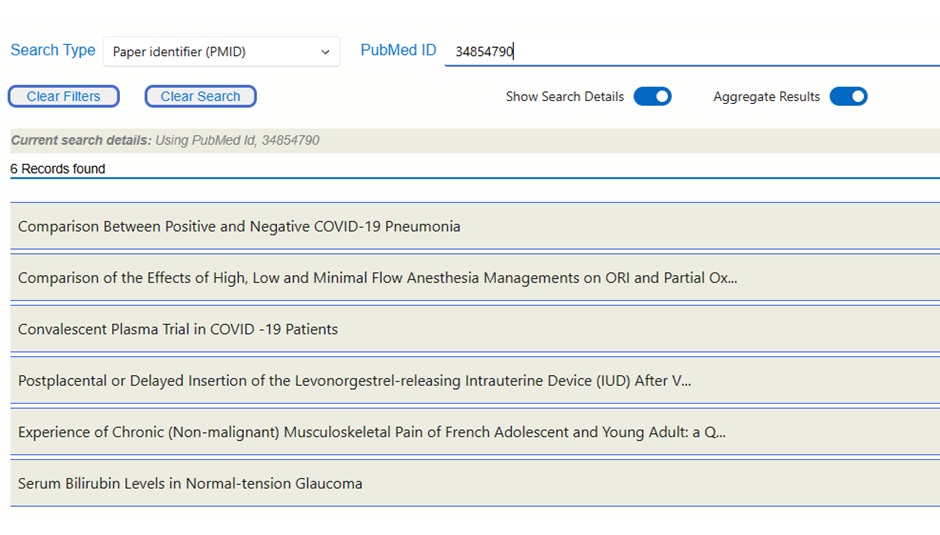 Search Type Paper identifier (PMID) PubMed ID 34854790
Clear Filters Clear Search Show Search Details Aggregate Results
Current search details: Using PubMed Id, 34854790
6 Records found
Comparison Between Positive and Negative COVID-19 Pneumonia
Comparison of the Effects of High, Low and Minimal Flow Anesthesia Managements on ORI and Partial Ox...
Convalescent Plasma Trial in COVID -19 Patients
Postplacental or Delayed Insertion of the Levonorgestrel-releasing Intrauterine Device (IUD) After V...
Experience of Chronic (Non-malignant) Musculoskeletal Pain of French Adolescent and Young Adult: a Q...
Serum Bilirubin Levels in Normal-tension Glaucoma